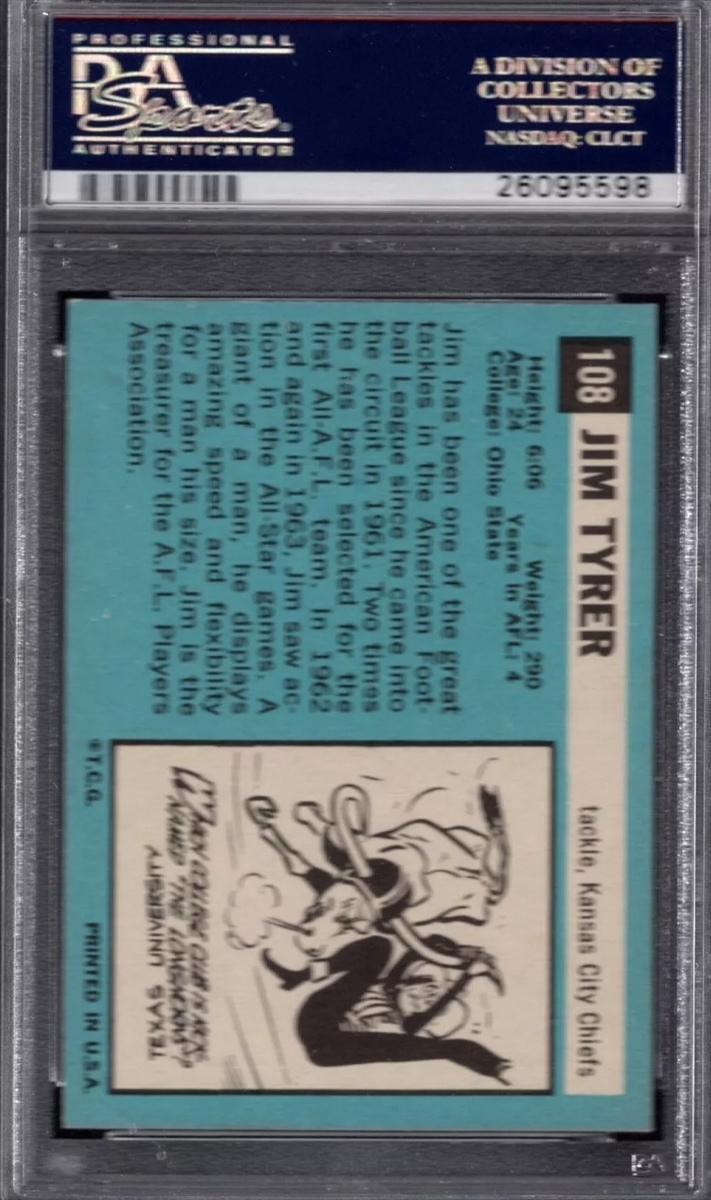 PROFESSIONAL
PSA
Sports
AUTHENTICATOR
A DIVISION OF
COLLECTORS
UNIVERSE
NASDAQ: CLCT
26095598
108 JIM TYRER tackle, Kansas City Chiefs
Height: 6:06 Weight: 290
Age: 24 Years in AFL: 4
College: Ohio State
Jim has been one of the great
tackles in the American Foot-
ball League since he came into
the circuit in 1961. Two times
he has been selected for the
first All-A.F.L. team. In 1962
and again in 1963, Jim saw ac-
tion in the All-Star games. A
giant of a man, he displays
amazing speed and flexibility
for a man his size. Jim is the
treasurer for the A.F.L. Players
Association.
WHICH COLLEGE CLUB IS NICK-
NAMED "THE LONGHORNS"?
TEXAS UNIVERSITY
©T.C.G. PRINTED IN U.S.A.